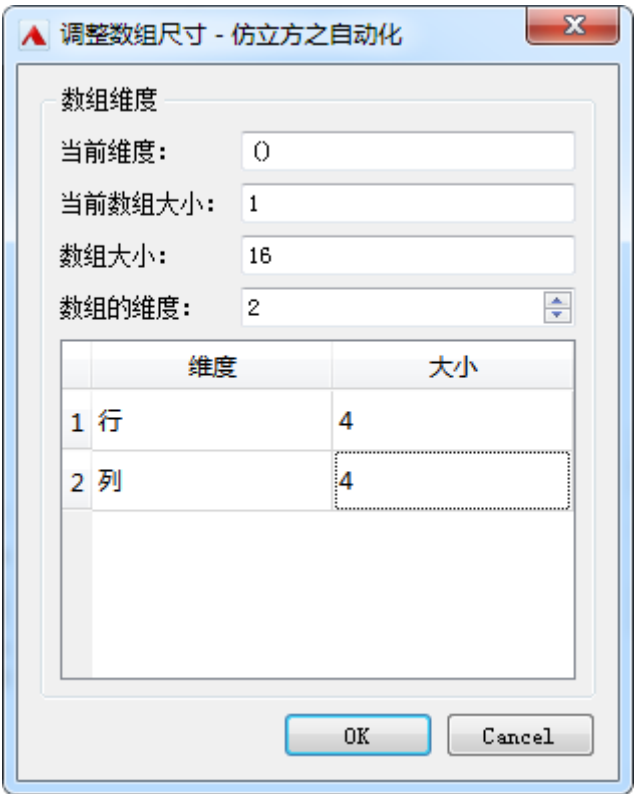 调整数组尺寸 - 仿立方之自动化
数组维度
当前维度: ()
当前数组大小: 1
数组大小: 16
数组的维度: 2
维度 大小
1 行 4
2 列 4
OK Cancel